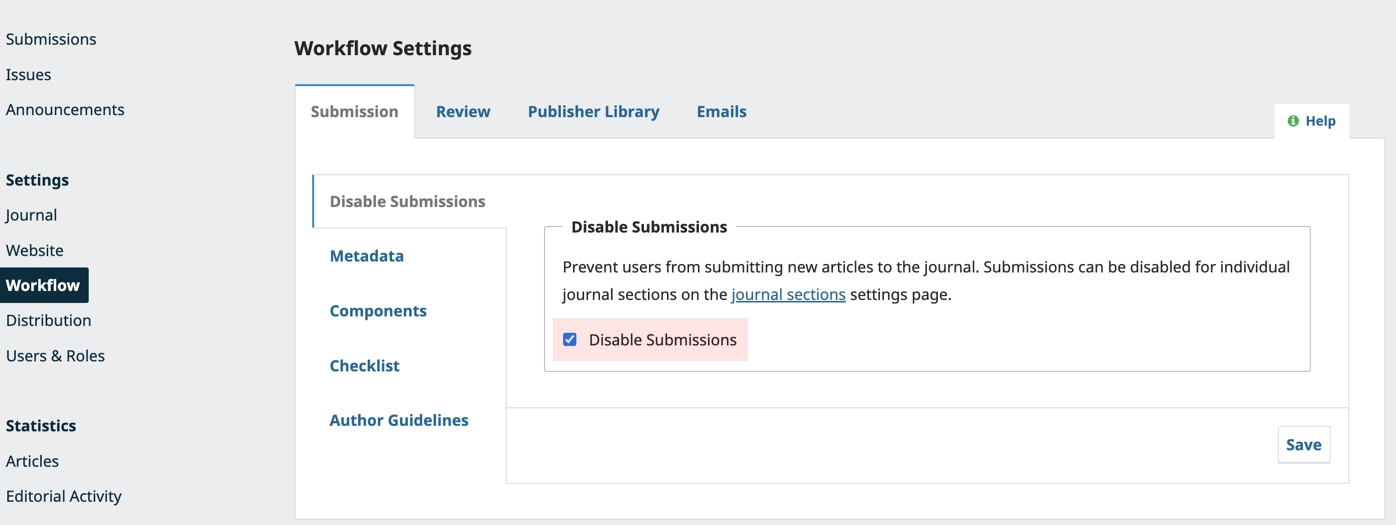 Submissions
Issues
Announcements
Settings
Journal
Website
Workflow
Distribution
Users & Roles
Statistics
Articles
Editorial Activity
Workflow Settings
Submission
Review
Publisher Library
Emails
Help
Disable Submissions
Metadata
Components
Checklist
Author Guidelines
Disable Submissions
Prevent users from submitting new articles to the journal. Submissions can be disabled for individual
journal sections on the journal sections settings page.
Disable Submissions
Save